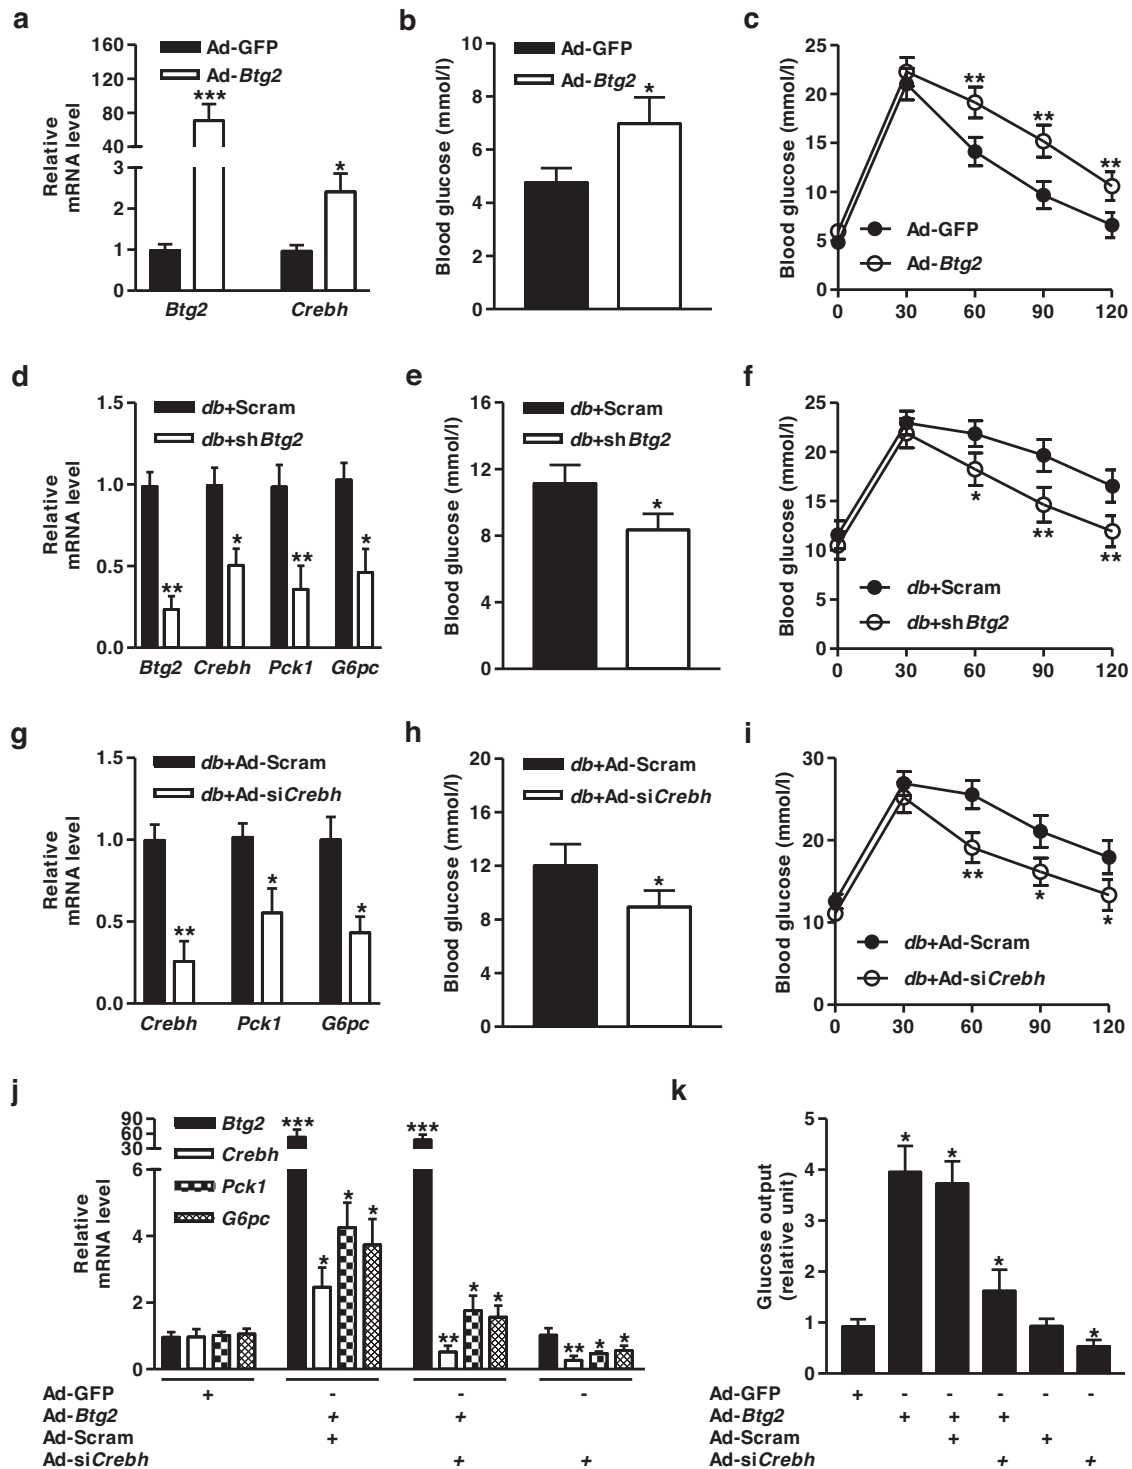 a
Relative
mRNA level
160
120
80
40
3
2
1
0
Ad-GFP
Ad-Btg2
***
*
Btg2 Crebh
b
Blood glucose (mmol/l)
10
8
6
4
2
0
Ad-GFP
Ad-Btg2
*
c
Blood glucose (mmol/l)
25
20
15
10
5
0
**
**
**
Ad-GFP
Ad-Btg2
0 30 60 90 120
d
Relative
mRNA level
1.5
1.0
0.5
0.0
db+Scram
db+shBtg2
**
*
**
*
Btg2 Crebh Pck1 G6pc
e
Blood glucose (mmol/l)
16
12
8
4
0
db+Scram
db+shBtg2
*
f
Blood glucose (mmol/l)
25
20
15
10
5
0
*
**
**
db+Scram
db+shBtg2
0 30 60 90 120
g
Relative
mRNA level
1.5
1.0
0.5
0.0
db+Ad-Scram
db+Ad-siCrebh
**
*
*
Crebh Pck1 G6pc
h
Blood glucose (mmol/l)
20
16
12
8
4
0
db+Ad-Scram
db+Ad-siCrebh
*
i
Blood glucose (mmol/l)
30
20
10
0
**
*
*
db+Ad-Scram
db+Ad-siCrebh
0 30 60 90 120
j
Relative
mRNA level
90
60
30
6
4
2
0
Btg2
Crebh
Pck1
G6pc
***
*
*
*
***
**
*
*
**
*
*
Ad-GFP + - - -
Ad-Btg2 + +
Ad-Scram +
Ad-siCrebh + +
k
Glucose output
(relative unit)
5
4
3
2
1
0
*
*
*
*
Ad-GFP + - - - - -
Ad-Btg2 + + +
Ad-Scram + +
Ad-siCrebh + +